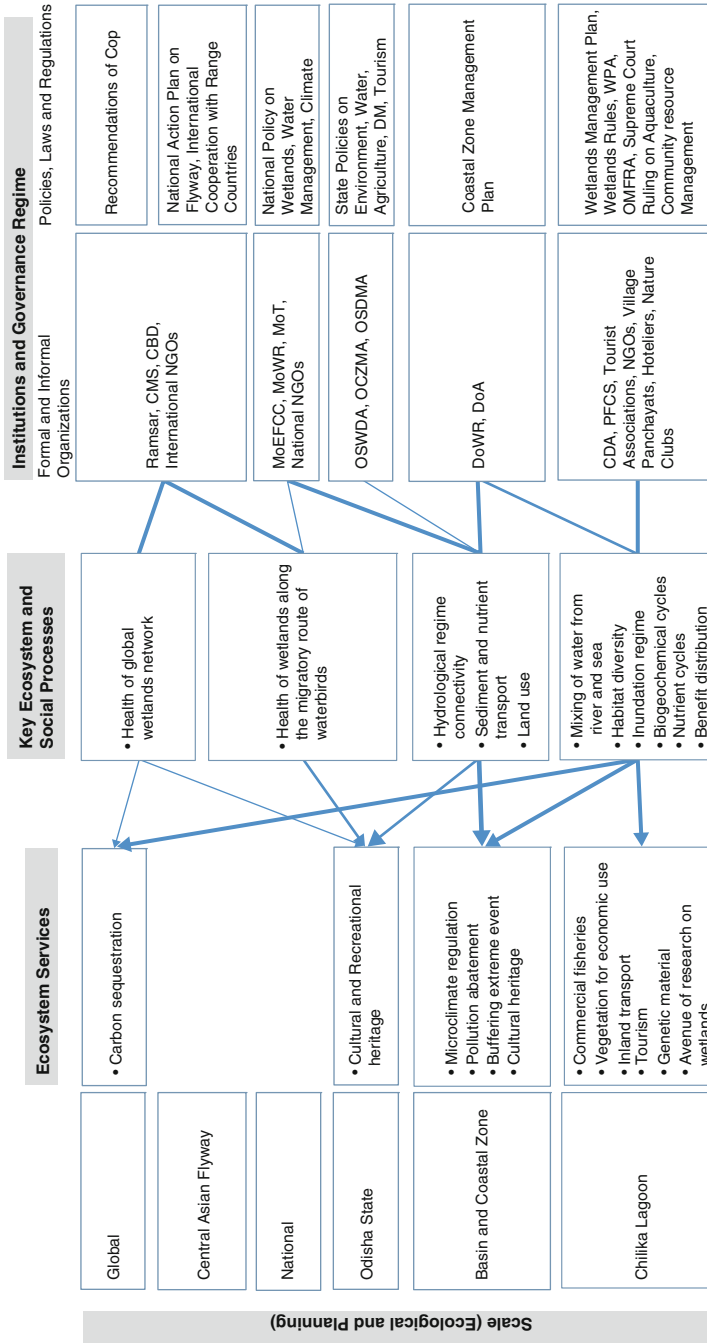 Institutions and Governance Regime
Formal and Informal
Organizations
Policies, Laws and Regulations
Key Ecosystem and
Social Processes
Ecosystem Services
Scale (Ecological and Planning)
Global
• Carbon sequestration
• Health of global
wetlands network
Ramsar, CMS, CBD,
International NGOs
Recommendations of Cop
Central Asian Flyway
• Health of wetlands along
the migratory route of
waterbirds
National Action Plan on
Flyway, International
Cooperation with Range
Countries
National
MoEFCC, MoWR, MoT,
National NGOs
National Policy on
Wetlands, Water
Management, Climate
Odisha State
• Cultural and Recreational
heritage
OSWDA, OCZMA, OSDMA
State Policies on
Environment, Water,
Agriculture, DM, Tourism
Basin and Coastal Zone
• Microclimate regulation
• Pollution abatement
• Buffering extreme event
• Cultural heritage
• Hydrological regime
connectivity
• Sediment and nutrient
transport
• Land use
DoWR, DoA
Coastal Zone Management
Plan
Chilika Lagoon
• Commercial fisheries
• Vegetation for economic use
• Inland transport
• Tourism
• Genetic material
• Avenue of research on
wetlands
• Mixing of water from
river and sea
• Habitat diversity
• Inundation regime
• Biogeochemical cycles
• Nutrient cycles
• Benefit distribution
CDA, PFCS, Tourist
Associations, NGOs, Village
Panchayats, Hoteliers, Nature
Clubs
Wetlands Management Plan,
Wetlands Rules, WPA,
OMFRA, Supreme Court
Ruling on Aquaculture,
Community resource
Management